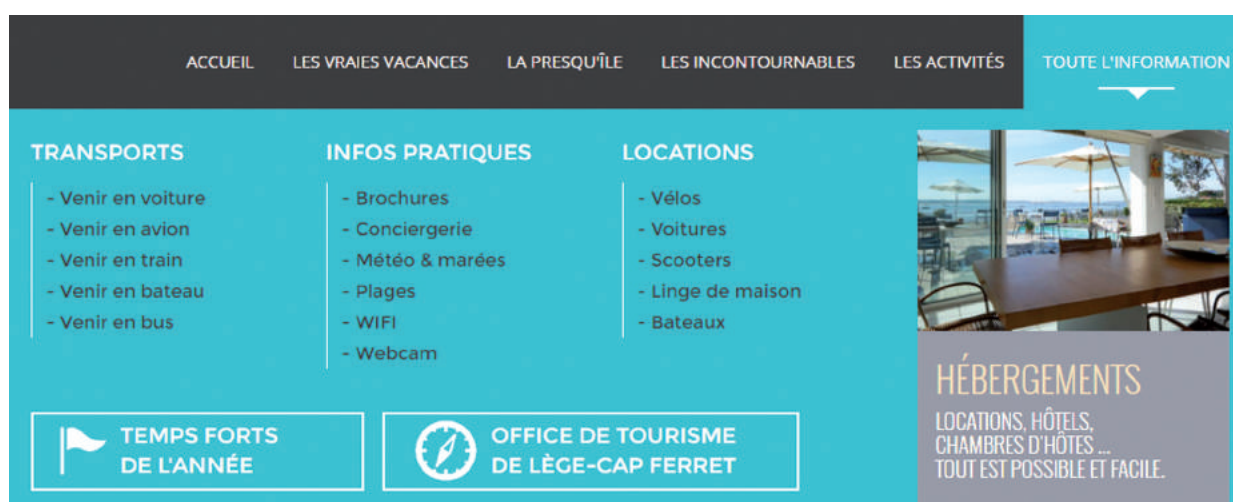 ACCUEIL LES VRAIES VACANCES LA PRESQU'ÎLE LES INCONTOURNABLES LES ACTIVITÉS TOUTE L'INFORMATION
TRANSPORTS
- Venir en voiture
- Venir en avion
- Venir en train
- Venir en bateau
- Venir en bus
INFOS PRATIQUES
- Brochures
- Conciergerie
- Météo & marées
- Plages
- WIFI
- Webcam
LOCATIONS
- Vélos
- Voitures
- Scooters
- Linge de maison
- Bateaux
TEMPS FORTS
DE L'ANNÉE
OFFICE DE TOURISME
DE LÈGE-CAP FERRET
HÉBERGEMENTS
LOCATIONS, HÔTELS,
CHAMBRES D'HÔTES ...
TOUT EST POSSIBLE ET FACILE.